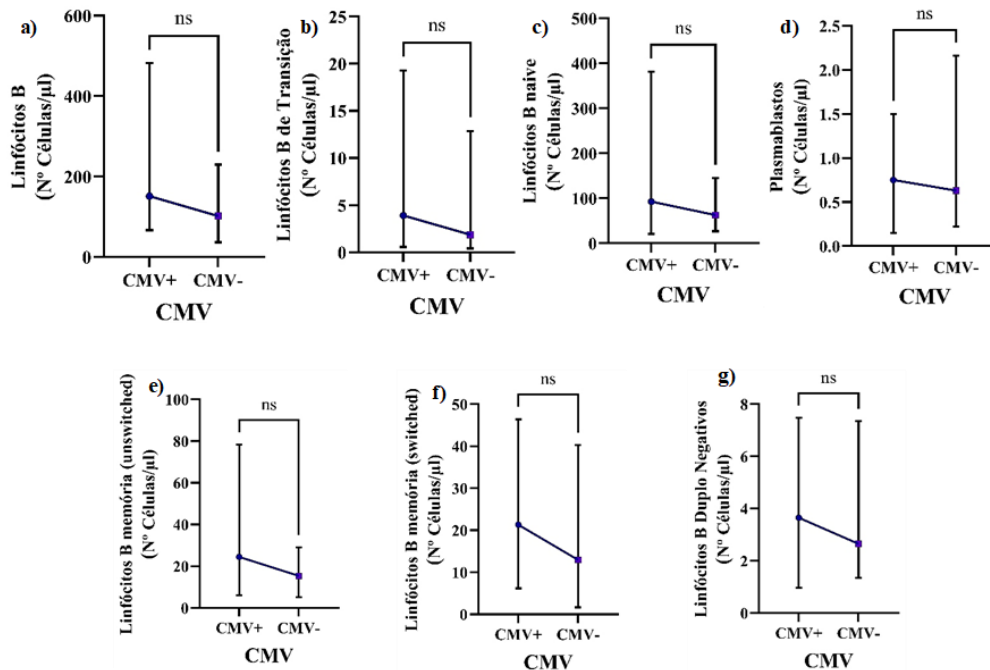 a)
Linfócitos B
(Nº Células/µl)
600
400
200
0
ns
CMV+
CMV-
CMV
b)
Linfócitos B de Transição
(Nº Células/µl)
25
20
15
10
5
0
ns
CMV+
CMV-
CMV
c)
Linfócitos B naive
(Nº Células/µl)
500
400
300
200
100
0
ns
CMV+
CMV-
CMV
d)
Plasmablastos
(Nº Células/µl)
2.5
2.0
1.5
1.0
0.5
0.0
ns
CMV+
CMV-
CMV
e)
Linfócitos B memória (unswitched)
(Nº Células/µl)
100
80
60
40
20
0
ns
CMV+
CMV-
CMV
f)
Linfócitos B memória (switched)
(Nº Células/µl)
50
40
30
20
10
0
ns
CMV+
CMV-
CMV
g)
Linfócitos B Duplo Negativos
(Nº Células/µl)
8
6
4
2
0
ns
CMV+
CMV-
CMV